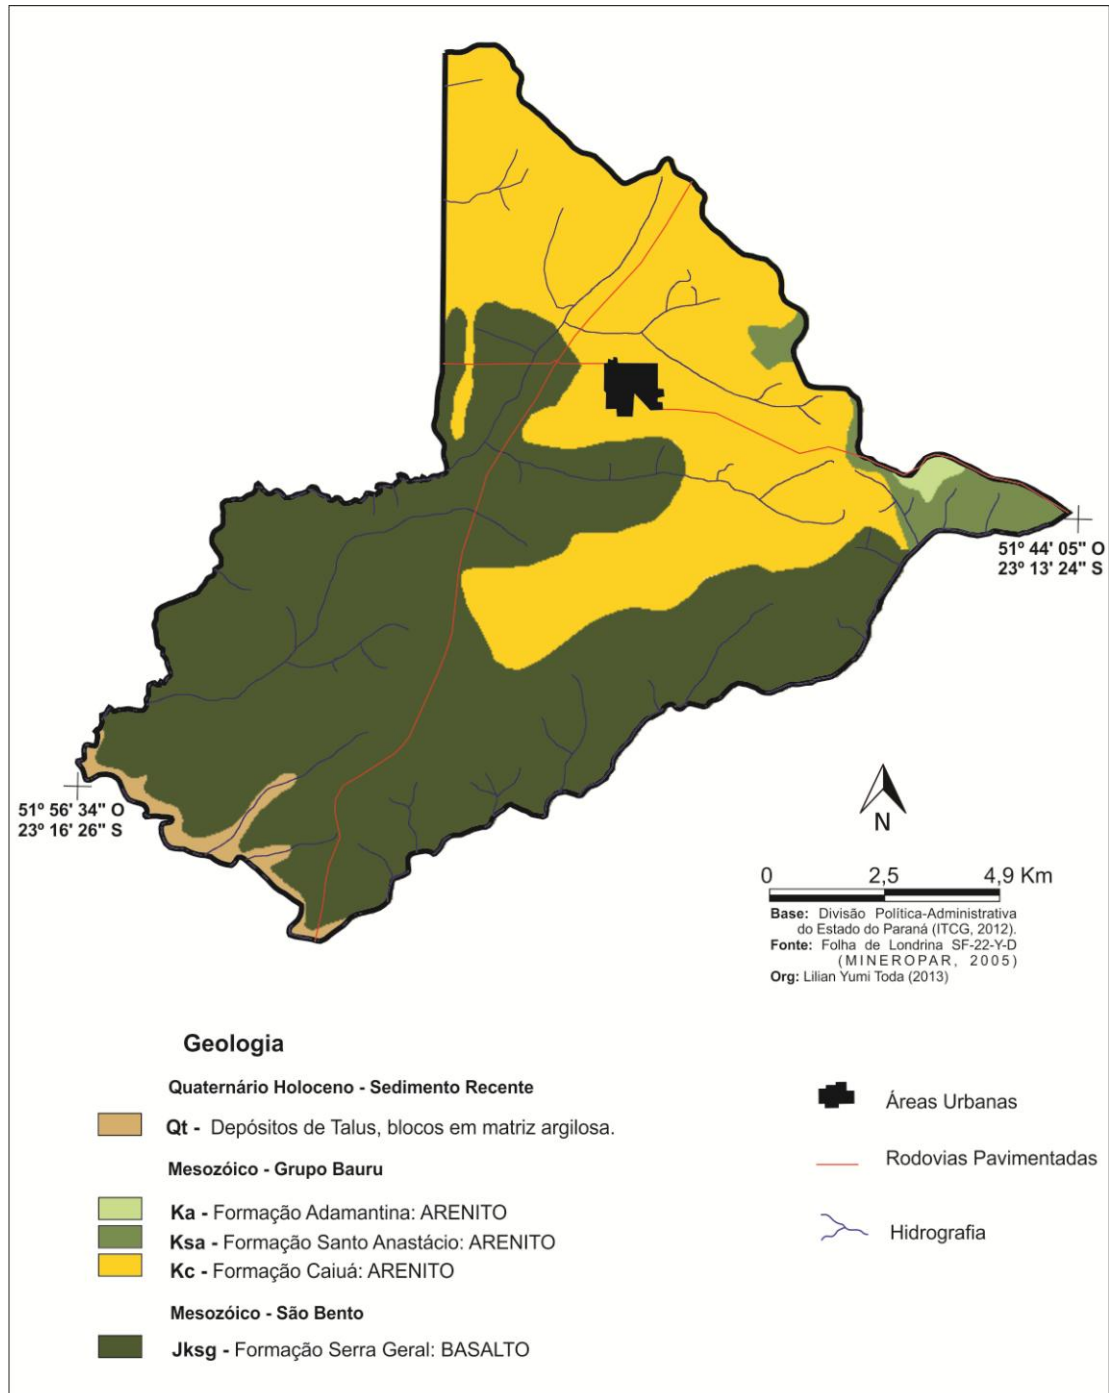 51º 44' 05" O
23º 13' 24" S
51º 56' 34" O
23º 16' 26" S
N
0 2,5 4,9 Km
Base: Divisão Política-Administrativa
do Estado do Paraná (ITCG, 2012).
Fonte: Folha de Londrina SF-22-Y-D
(MINEROPAR, 2005)
Org: Lilian Yumi Toda (2013)
Geologia
Quaternário Holoceno - Sedimento Recente
Qt - Depósitos de Talus, blocos em matriz argilosa.
Mesozóico - Grupo Bauru
Ka - Formação Adamantina: ARENITO
Ksa - Formação Santo Anastácio: ARENITO
Kc - Formação Caiuá: ARENITO
Mesozóico - São Bento
Jksg - Formação Serra Geral: BASALTO
Áreas Urbanas
Rodovias Pavimentadas
Hidrografia